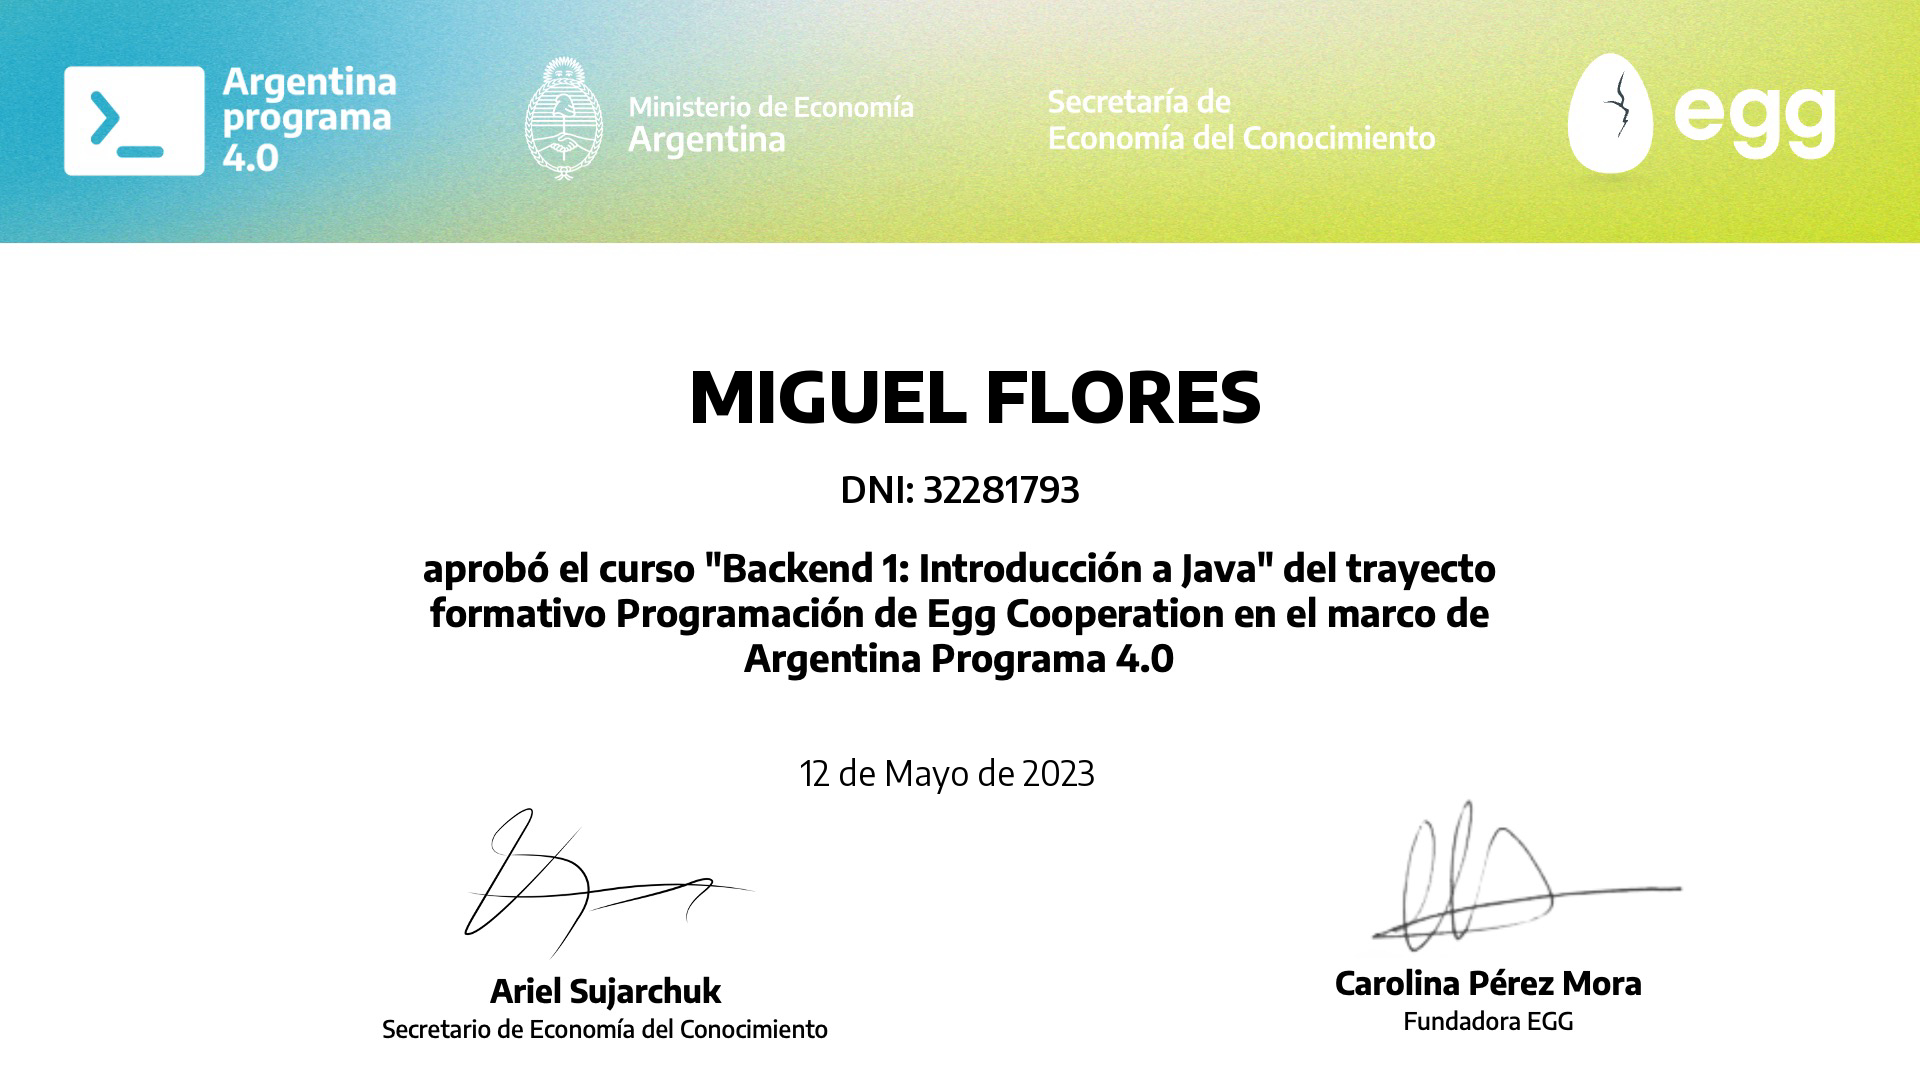 Argentina
programa
4.0
Ministerio de Economía
Argentina
Secretaría de
Economía del Conocimiento
egg
MIGUEL FLORES
DNI: 32281793
aprobó el curso "Backend 1: Introducción a Java" del trayecto
formativo Programación de Egg Cooperation en el marco de
Argentina Programa 4.0
12 de Mayo de 2023
Ariel Sujarchuk
Secretario de Economía del Conocimiento
Carolina Pérez Mora
Fundadora EGG